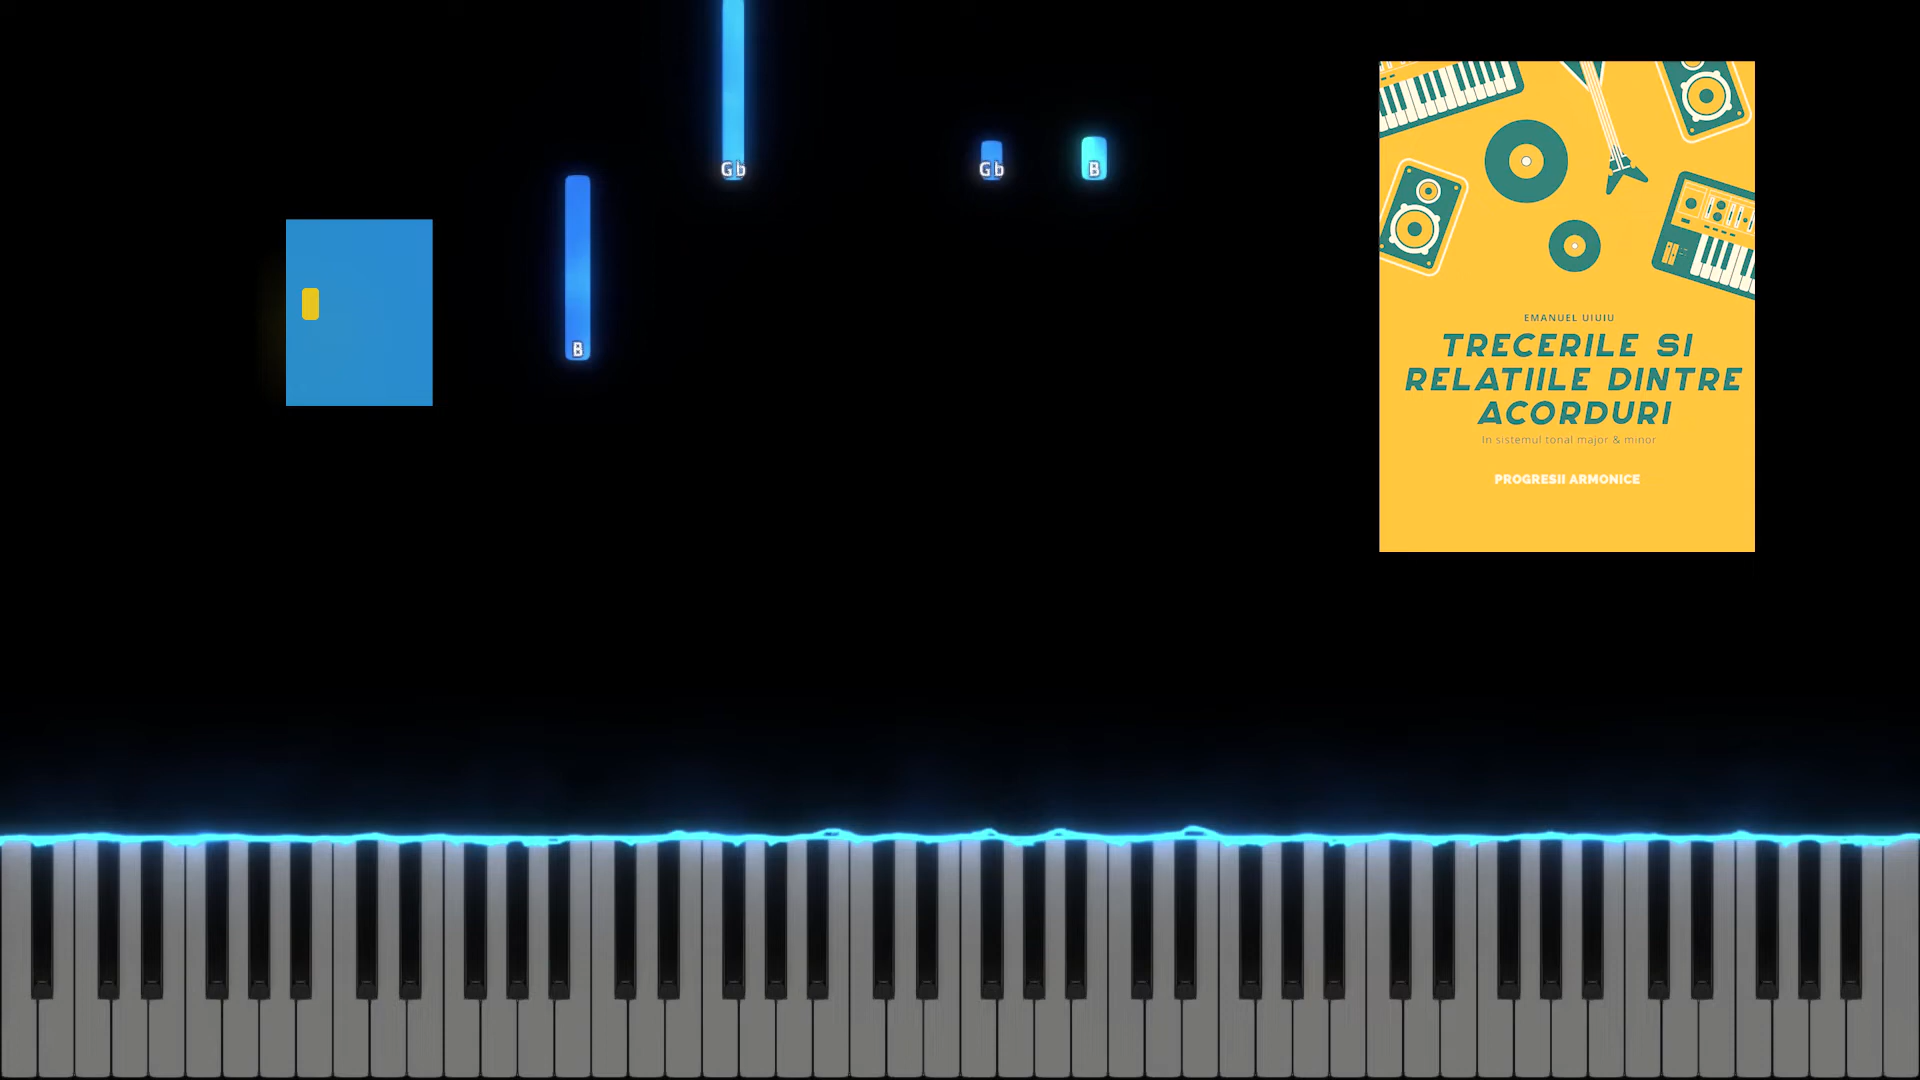 Gb
Gb
B
B
EMANUEL UIUIU
TRECERILE SI
RELATIILE DINTRE
ACORDURI
In sistemul tonal major & minor
PROGRESII ARMONICE